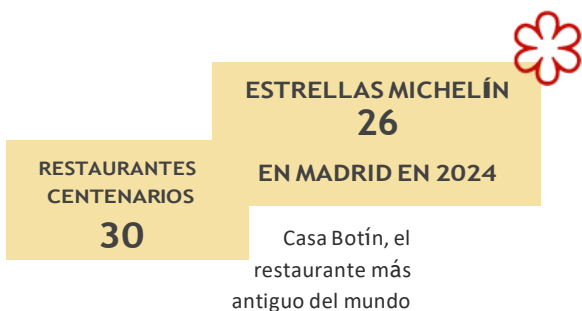 ESTRELLAS MICHELÍN
26
EN MADRID EN 2024
RESTAURANTES
CENTENARIOS
30
Casa Botín, el
restaurante más
antiguo del mundo